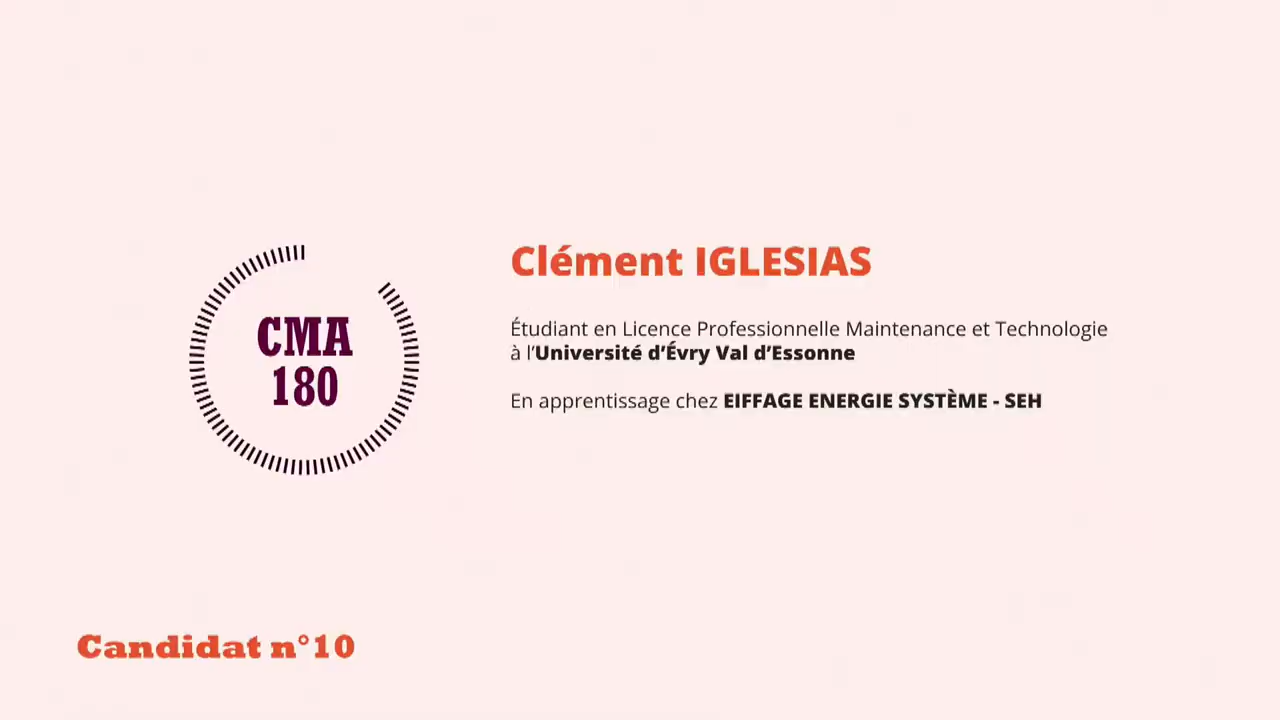 CMA
180
Clément IGLESIAS
Étudiant en Licence Professionnelle Maintenance et Technologie
à l’Université d’Évry Val d’Essonne
En apprentissage chez EIFFAGE ENERGIE SYSTÈME - SEH
Candidat n°10